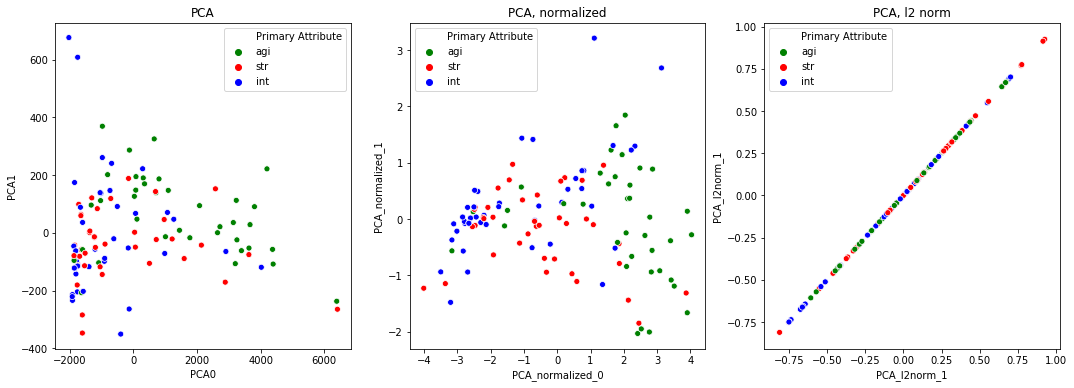 PCA
Primary Attribute
agi
str
int
600
400
200
0
−200
−400
PCA1
−2000
0
2000
4000
6000
PCA0
PCA, normalized
Primary Attribute
agi
str
int
3
2
1
0
−1
−2
PCA_normalized_1
−4
−3
−2
−1
0
1
2
3
4
PCA_normalized_0
PCA, l2 norm
Primary Attribute
agi
str
int
1.00
0.75
0.50
0.25
0.00
−0.25
−0.50
−0.75
PCA_l2norm_1
−0.75
−0.50
−0.25
0.00
0.25
0.50
0.75
1.00
PCA_l2norm_1